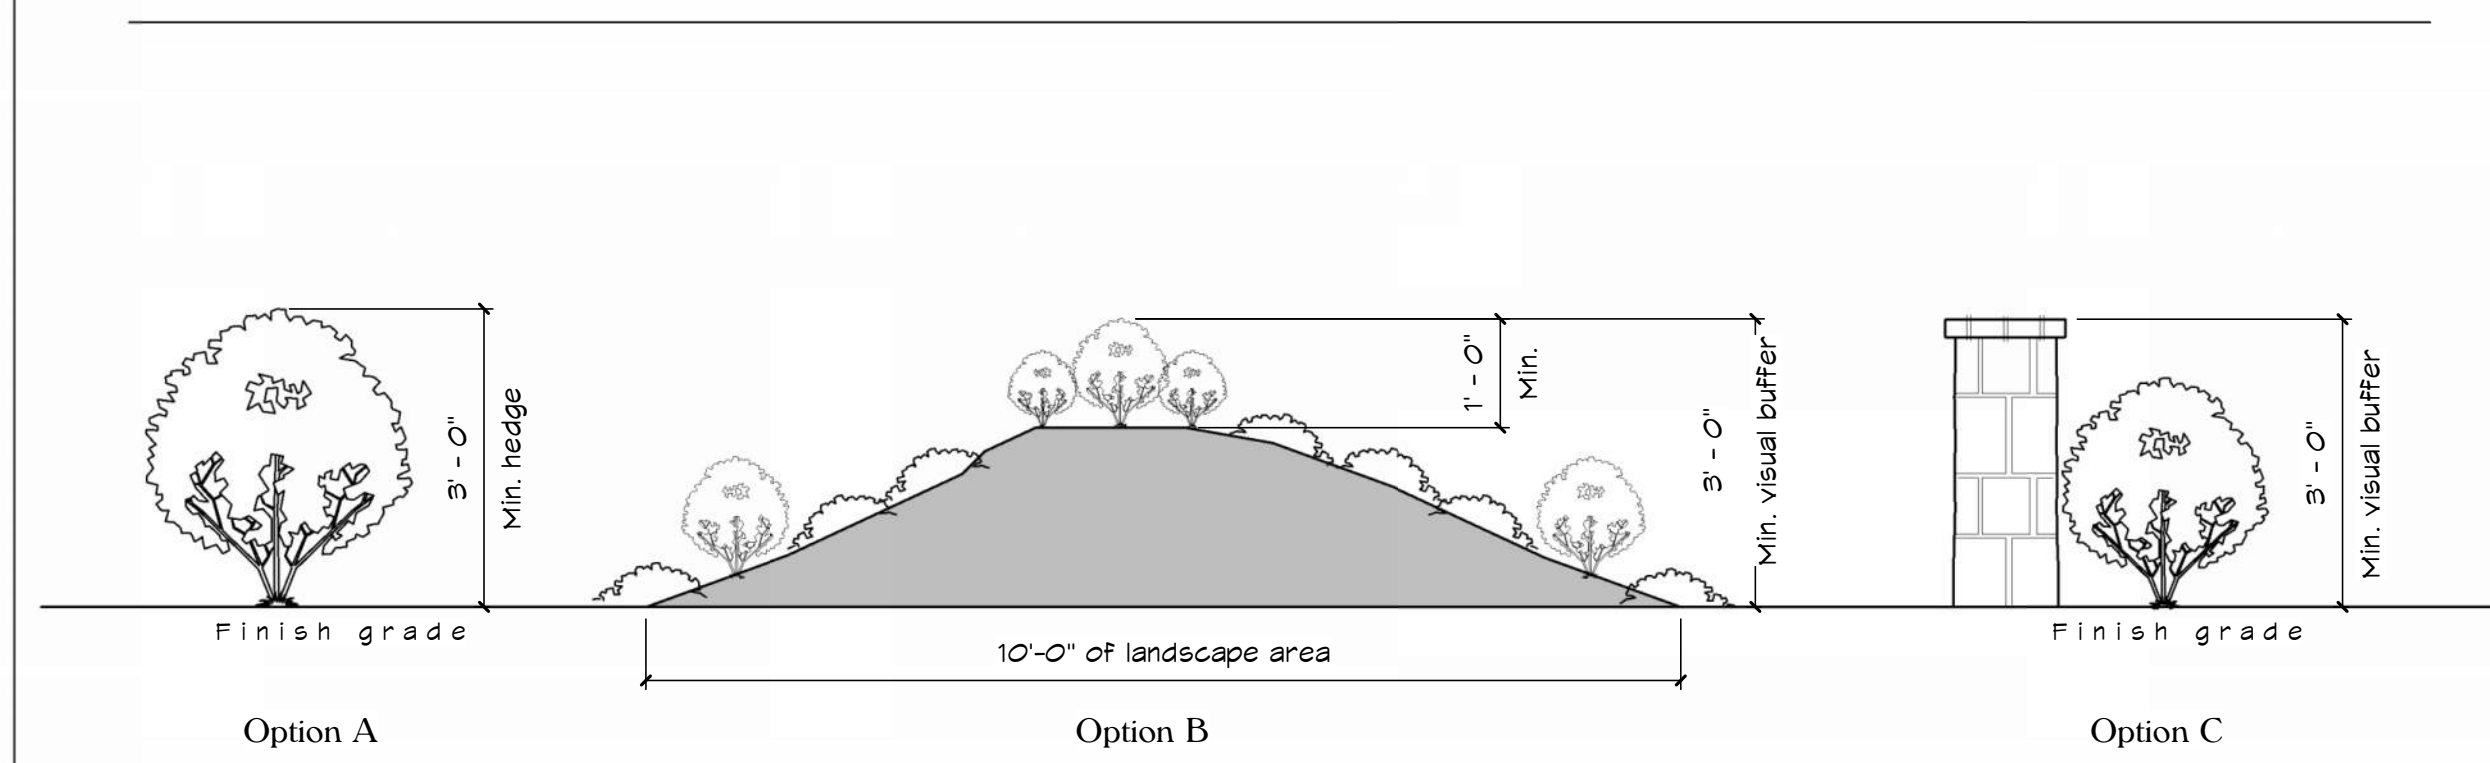 3' - 0"
Min. hedge
Finish grade
Option A
1' - 0"
Min.
3' - 0"
Min. visual buffer
10'-0" of landscape area
Option B
3' - 0"
Min. visual buffer
Finish grade
Option C